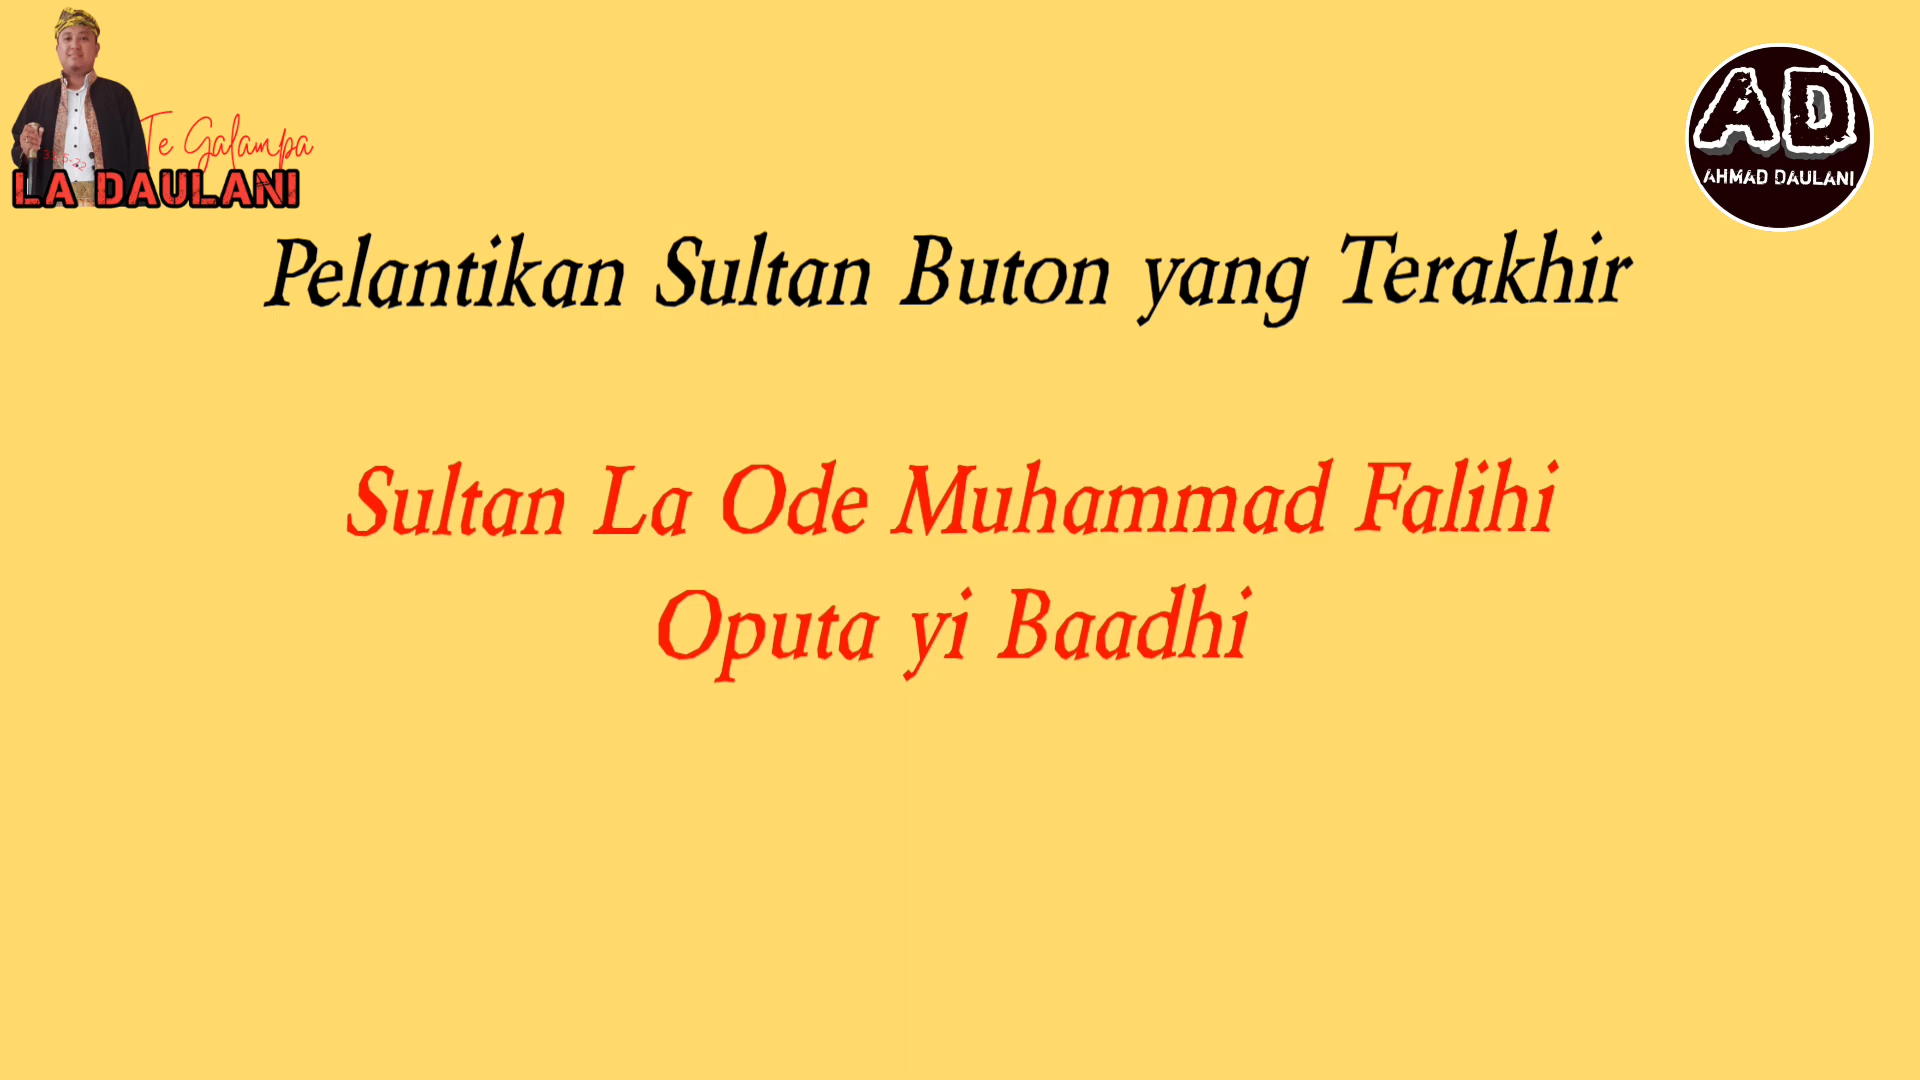 Te Galampa
LA DAULANI
AD
AHMAD DAULANI
Pelantikan Sultan Buton yang Terakhir
Sultan La Ode Muhammad Falihi
Oputa yi Baadhi